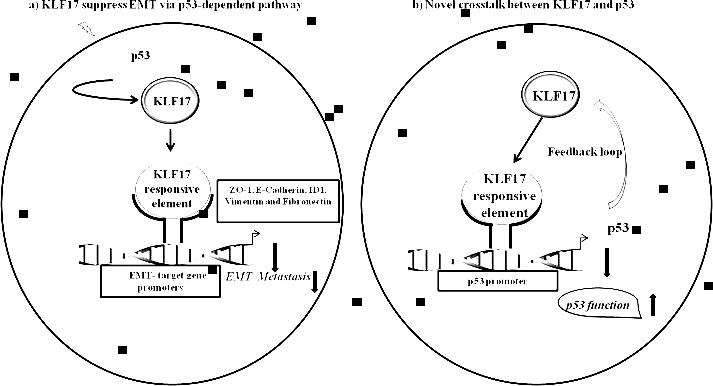 a) KLF17 suppress EMT via p53-dependent pathway
p53
KLF17
KLF17
responsive
element
ZO-1, E-Cadherin, ID1,
Vimentin and Fibronectin
EMT- target gene
promoters
EMT Metastasis
b) Novel crosstalk between KLF17 and p53
KLF17
Feedback loop
KLF17
responsive
element
p53
p53 promoter
p53 function